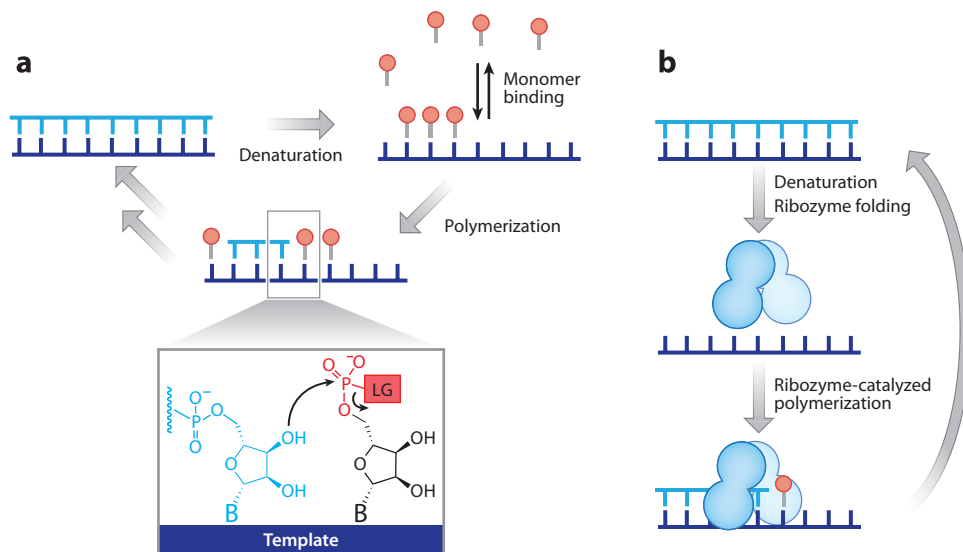 a
Monomer
binding
Denaturation
Polymerization
O
O⁻
P
LG
O
O⁻
P
O
O
OH
O
OH
B
O
OH
OH
B
Template
b
Denaturation
Ribozyme folding
Ribozyme-catalyzed
polymerization